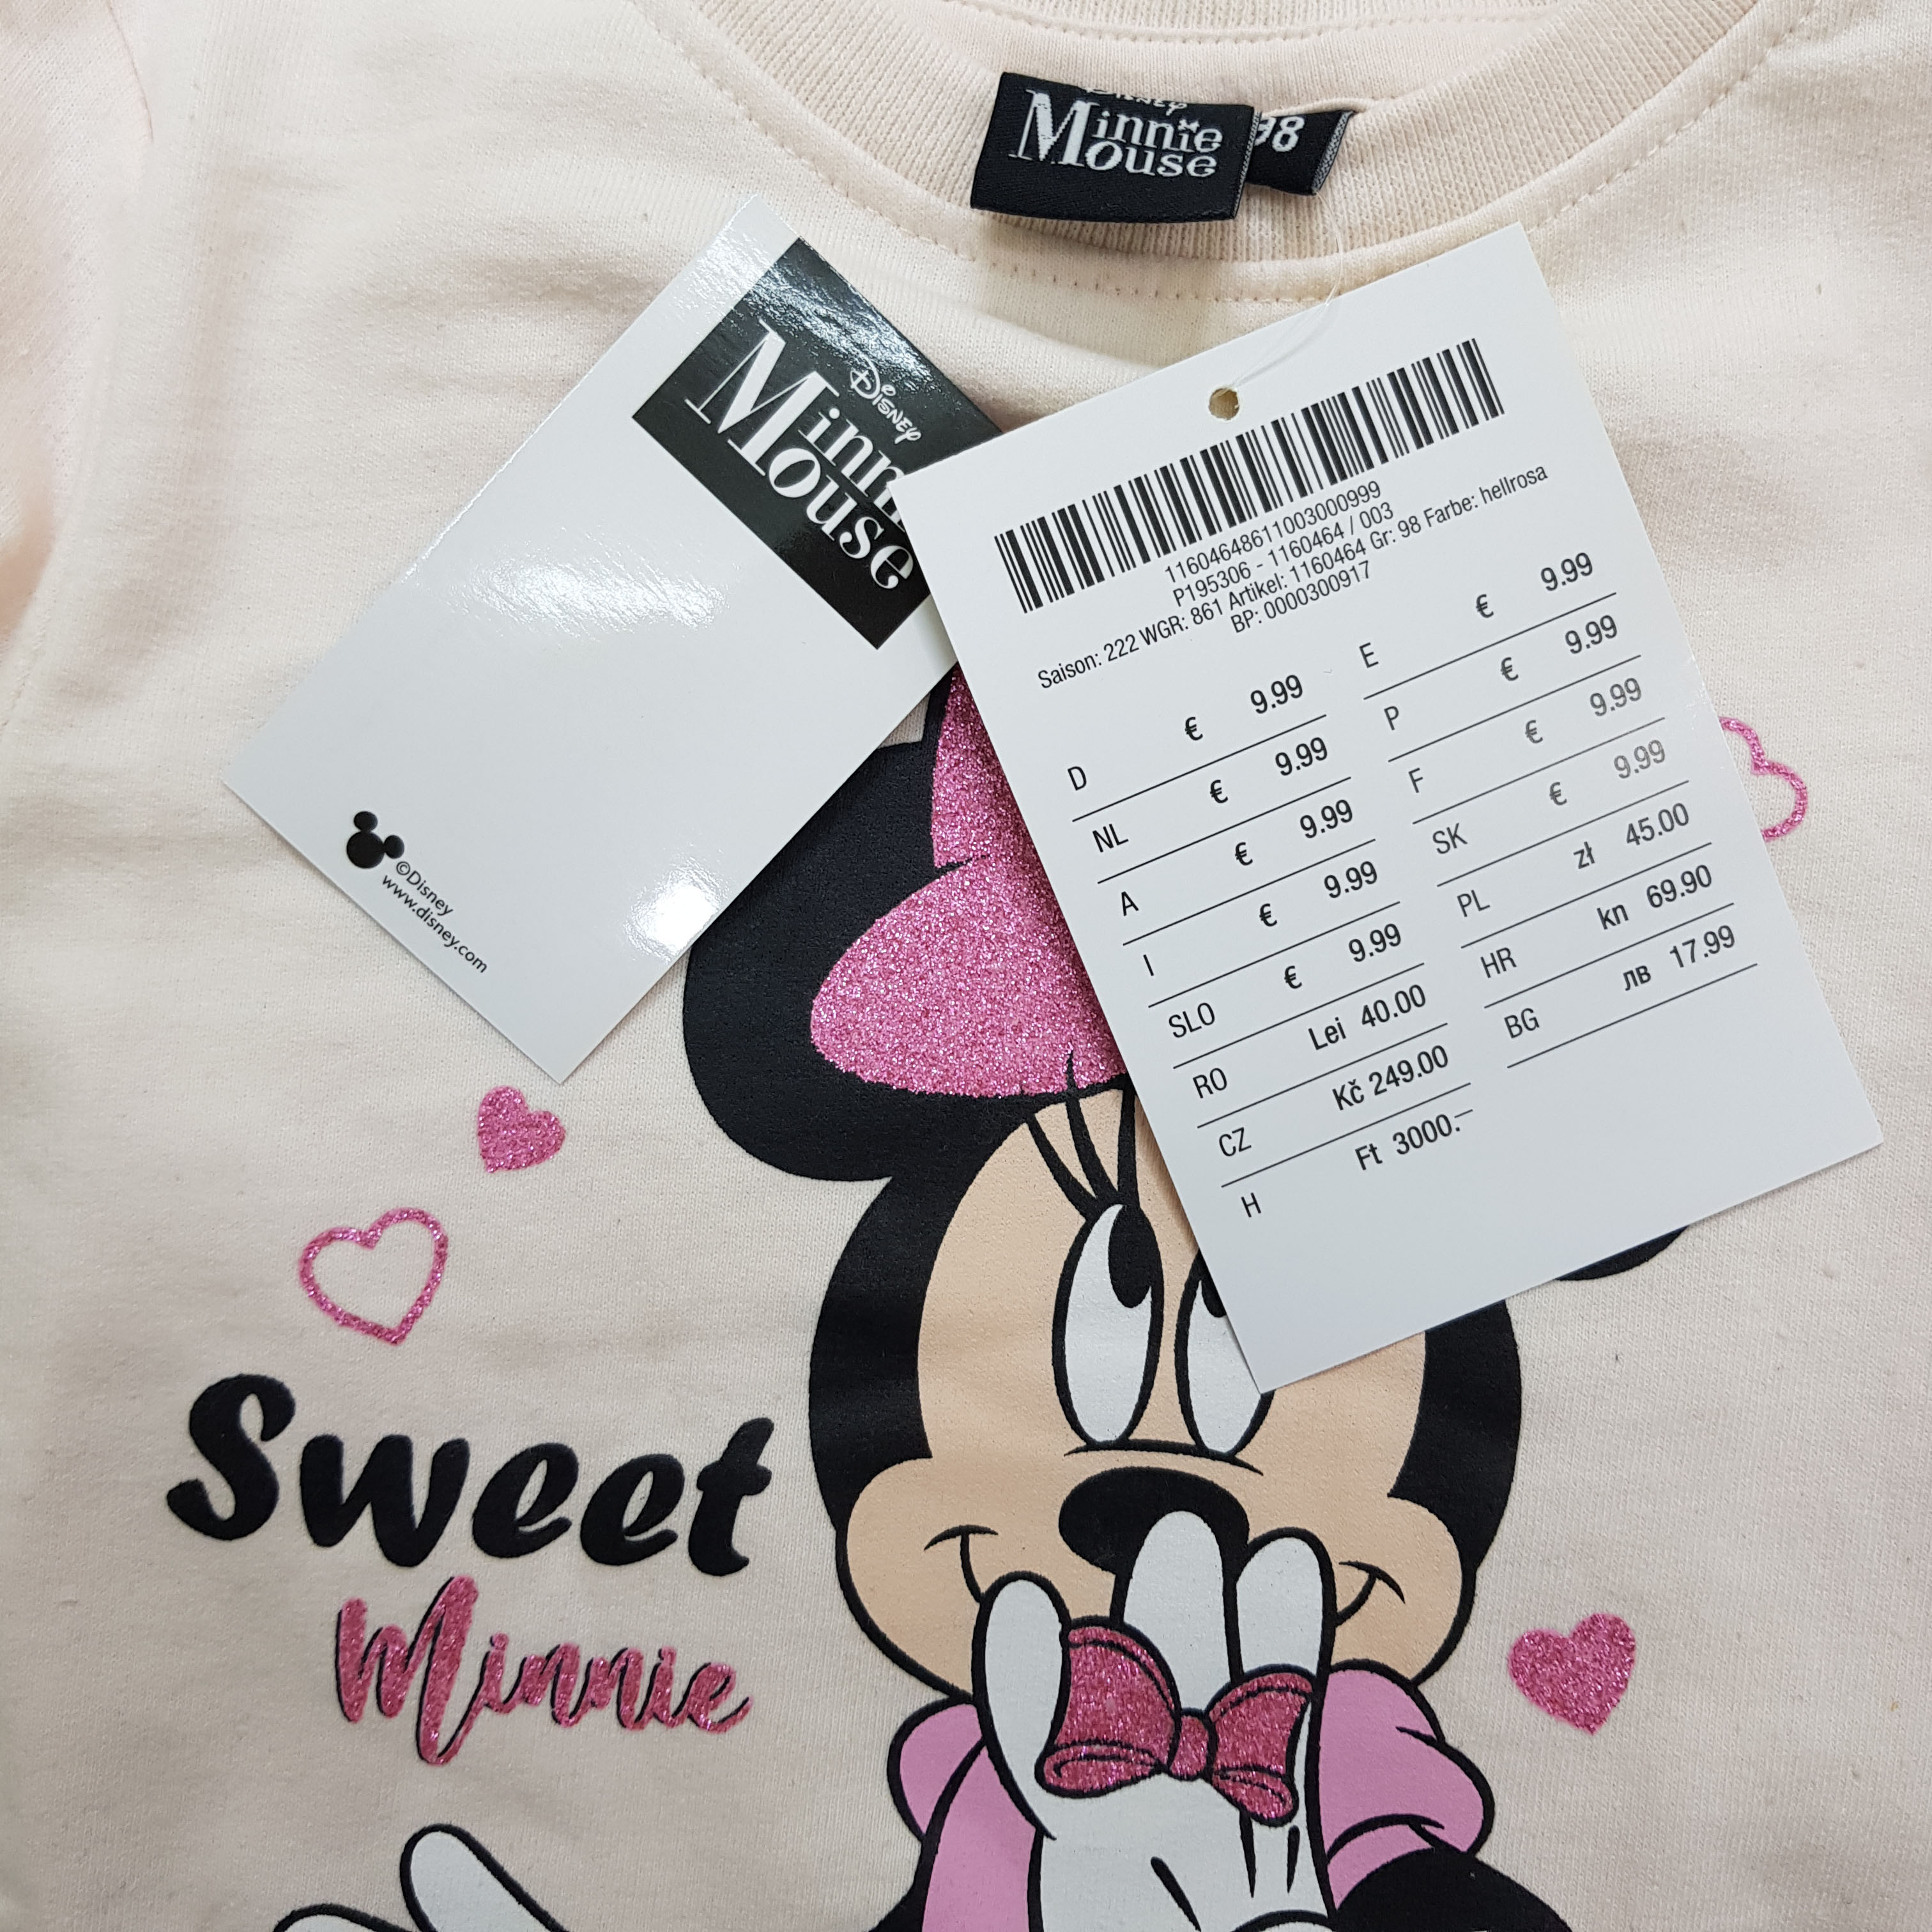 Disney
Minnie
Mouse
98
Disney
Minnie
Mouse
©Disney
www.disney.com
11604648611003000999
P195306 - 1160464 / 003
Saison: 222 WGR: 861 Artikel: 1160464 Gr: 98 Farbe: hellrosa
BP: 0000300917
D € 9.99
NL € 9.99
A € 9.99
I € 9.99
SLO € 9.99
RO Lei 40.00
CZ Kč 249.00
H Ft 3000.–
E € 9.99
P € 9.99
F € 9.99
SK € 9.99
PL zł 45.00
HR kn 69.90
BG лв 17.99
Sweet
Minnie